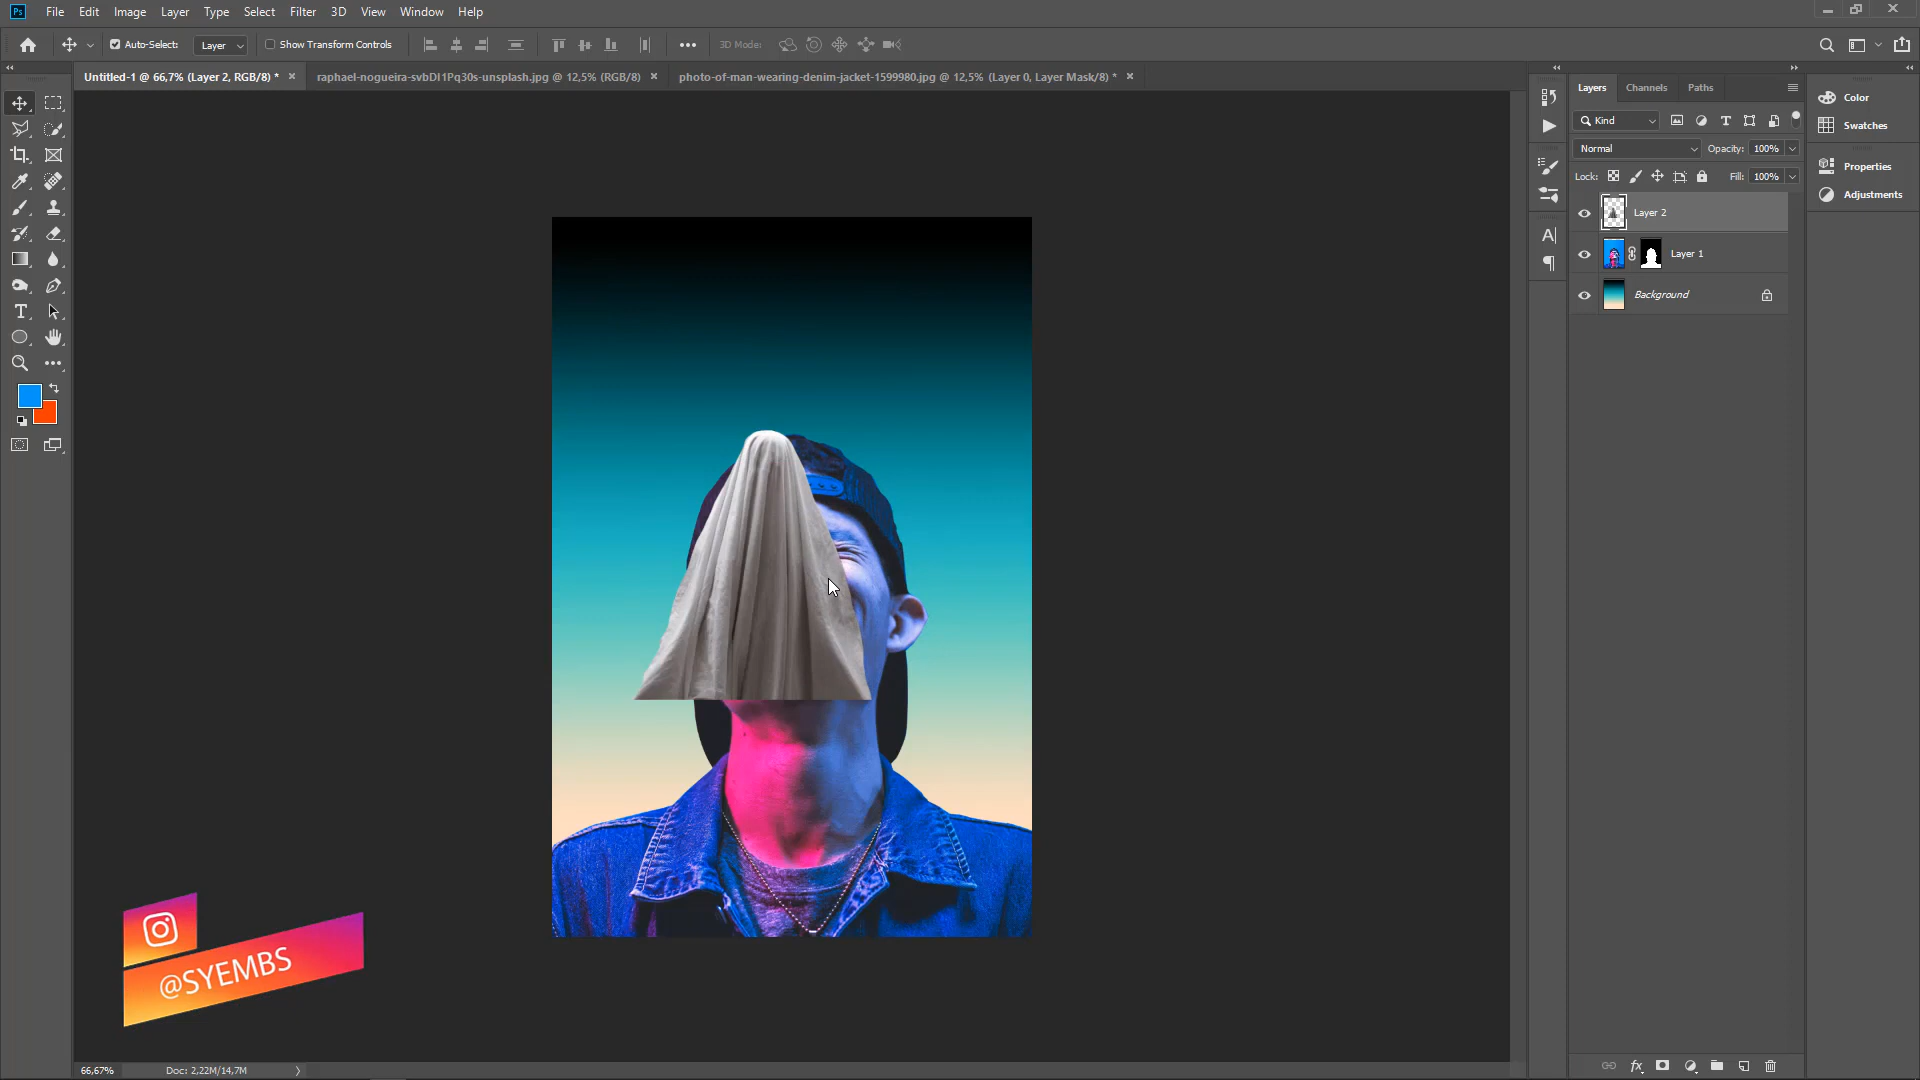 Ps File Edit Image Layer Type Select Filter 3D View Window Help
Auto-Select: Layer Show Transform Controls 3D Mode:
Untitled-1 @ 66,7% (Layer 2, RGB/8) * raphael-nogueira-svbDI1Pq30s-unsplash.jpg @ 12,5% (RGB/8) photo-of-man-wearing-denim-jacket-1599980.jpg @ 12,5% (Layer 0, Layer Mask/8) *
Layers Channels Paths
Kind
Normal Opacity: 100%
Lock: Fill: 100%
Layer 2
Layer 1
Background
Color
Swatches
Properties
Adjustments
@SYEMBS
66,67% Doc: 2,22M/14,7M